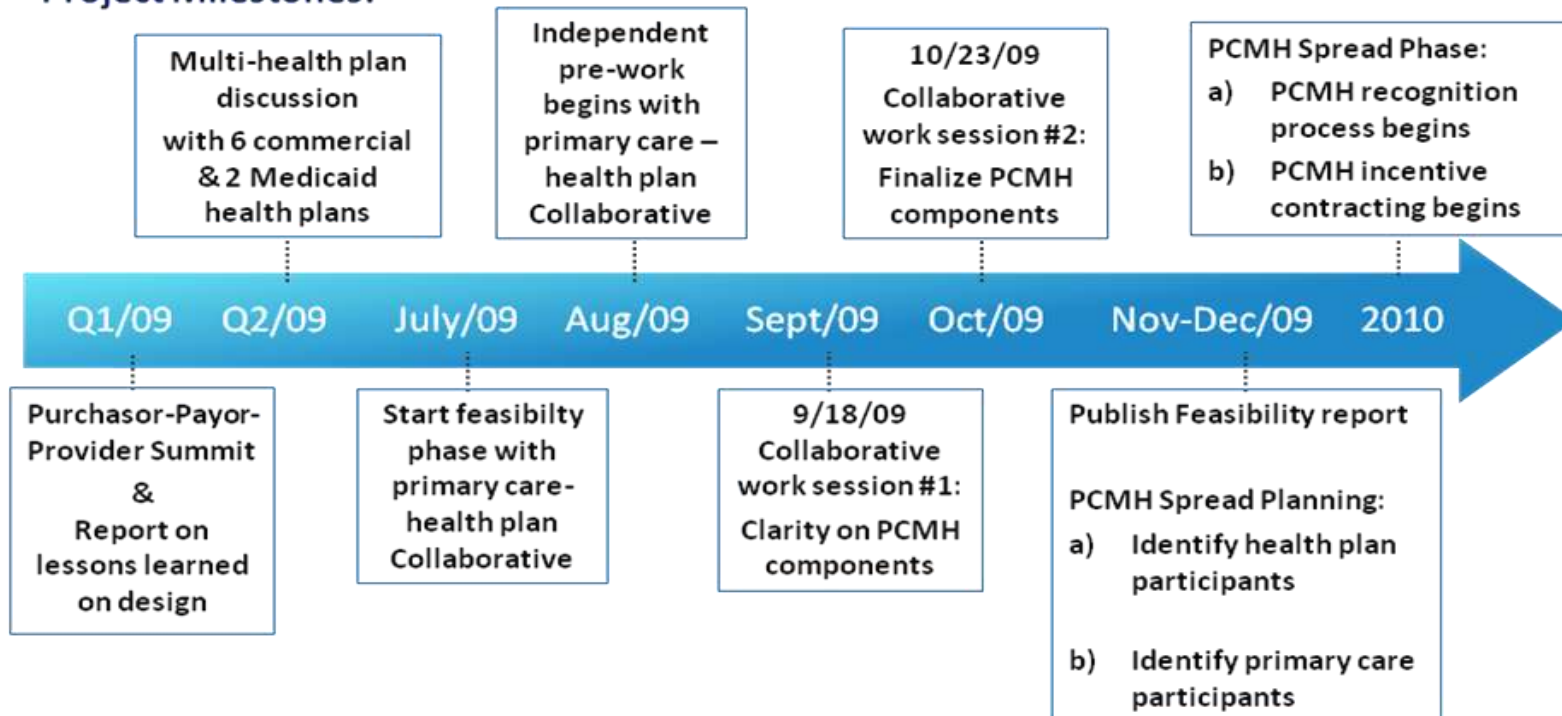 Project Milestones:
Multi-health plan
discussion
with 6 commercial
& 2 Medicaid
health plans
Independent
pre-work
begins with
primary care –
health plan
Collaborative
10/23/09
Collaborative
work session #2:
Finalize PCMH
components
PCMH Spread Phase:
a) PCMH recognition
process begins
b) PCMH incentive
contracting begins
Q1/09 Q2/09 July/09 Aug/09 Sept/09 Oct/09 Nov-Dec/09 2010
Purchasor-Payor-
Provider Summit
&
Report on
lessons learned
on design
Start feasibilty
phase with
primary care-
health plan
Collaborative
9/18/09
Collaborative
work session #1:
Clarity on PCMH
components
Publish Feasibility report
PCMH Spread Planning:
a) Identify health plan
participants
b) Identify primary care
participants